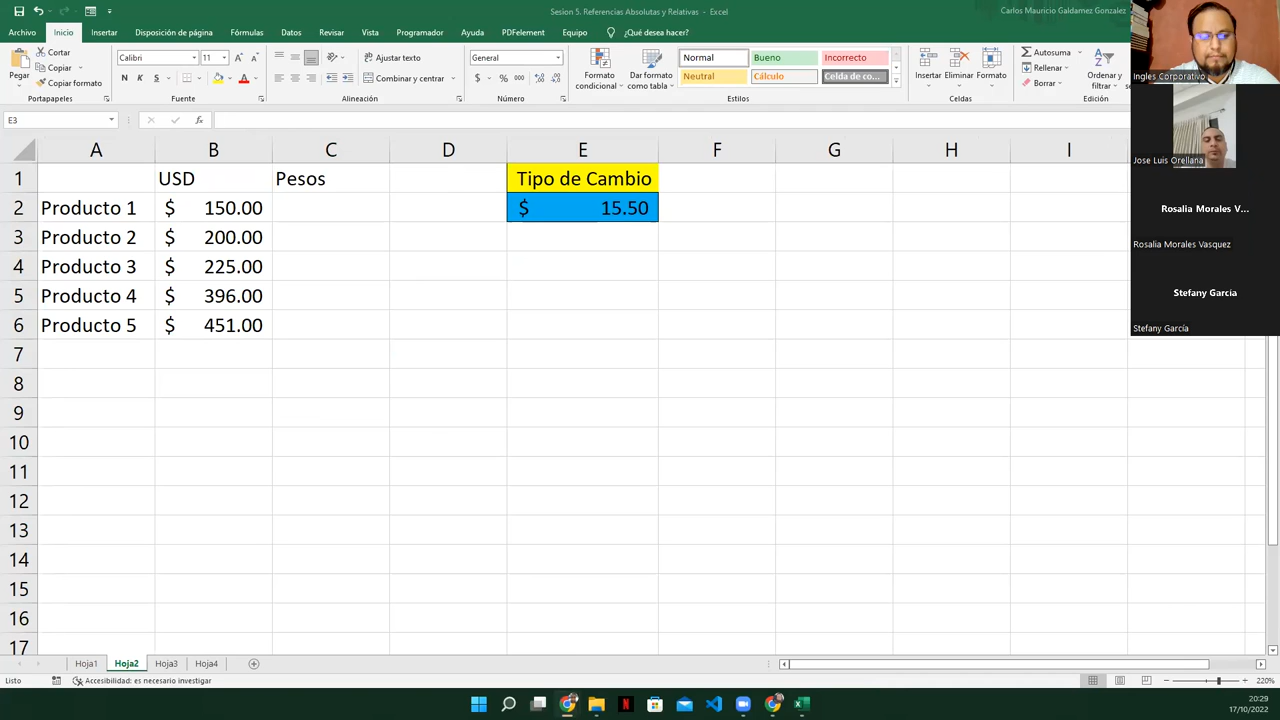 Sesion 5. Referencias Absolutas y Relativas - Excel
Carlos Mauricio Galdamez Gonzalez
Archivo Inicio Insertar Disposición de página Fórmulas Datos Revisar Vista Programador Ayuda PDFelement Equipo ¿Qué desea hacer?
Pegar
Cortar
Copiar
Copiar formato
Portapapeles
Calibri 11
N K S
Fuente
Ajustar texto
Combinar y centrar
Alineación
General
$ %
Número
Formato condicional
Dar formato como tabla
Normal Bueno Incorrecto
Neutral Cálculo Celda de co...
Estilos
Insertar Eliminar Formato
Celdas
Autosuma
Rellenar
Borrar
Ordenar y filtrar
Edición
E3 fx
A B C D E F G H I
1 USD Pesos Tipo de Cambio
2 Producto 1 $ 150.00 $ 15.50
3 Producto 2 $ 200.00
4 Producto 3 $ 225.00
5 Producto 4 $ 396.00
6 Producto 5 $ 451.00
7
8
9
10
11
12
13
14
15
16
17
Ingles Corporativo
Jose Luis Orellana
Rosalia Morales V...
Rosalia Morales Vasquez
Stefany Garcia
Stefany García
Hoja1 Hoja2 Hoja3 Hoja4
Listo Accesibilidad: es necesario investigar 220%
20:29
17/10/2022